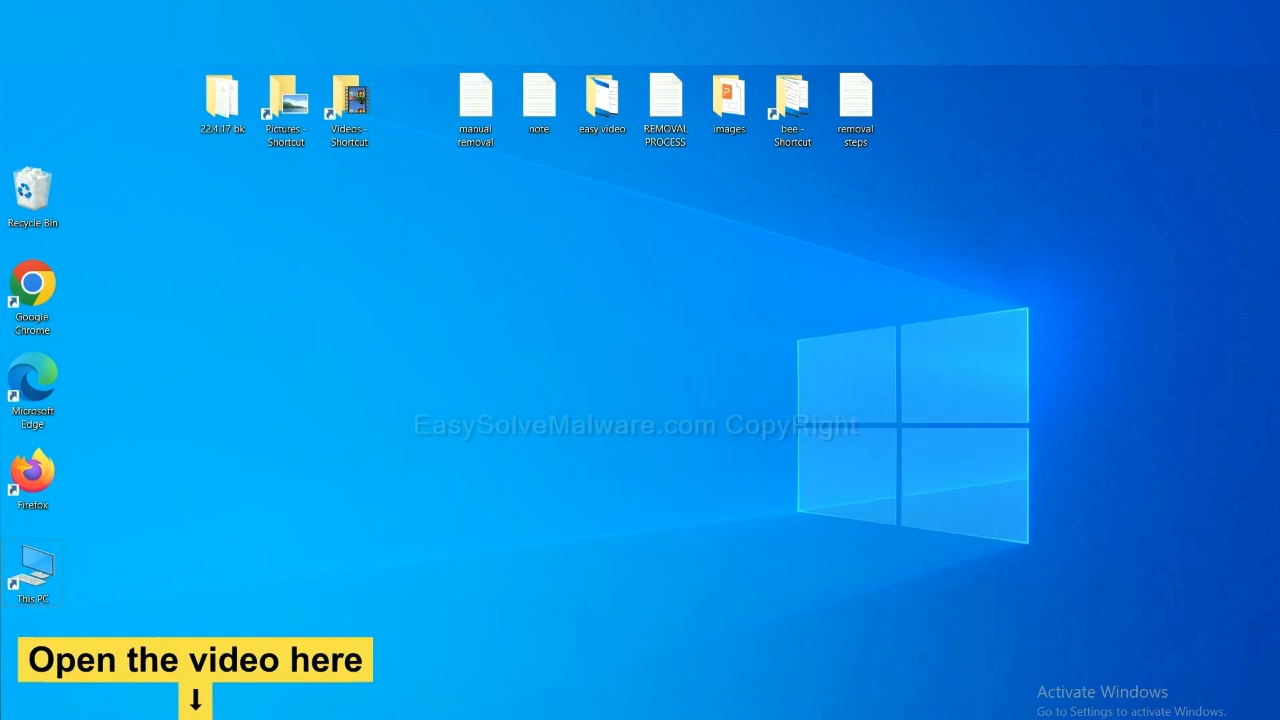 22.4.17 bk
Pictures -
Shortcut
Videos -
Shortcut
manual
removal
note
easy video
REMOVAL
PROCESS
images
bee -
Shortcut
removal
steps
Recycle Bin
Google
Chrome
Microsoft
Edge
Firefox
This PC
EasySolveMalware.com CopyRight
Open the video here
↓
Activate Windows
Go to Settings to activate Windows.